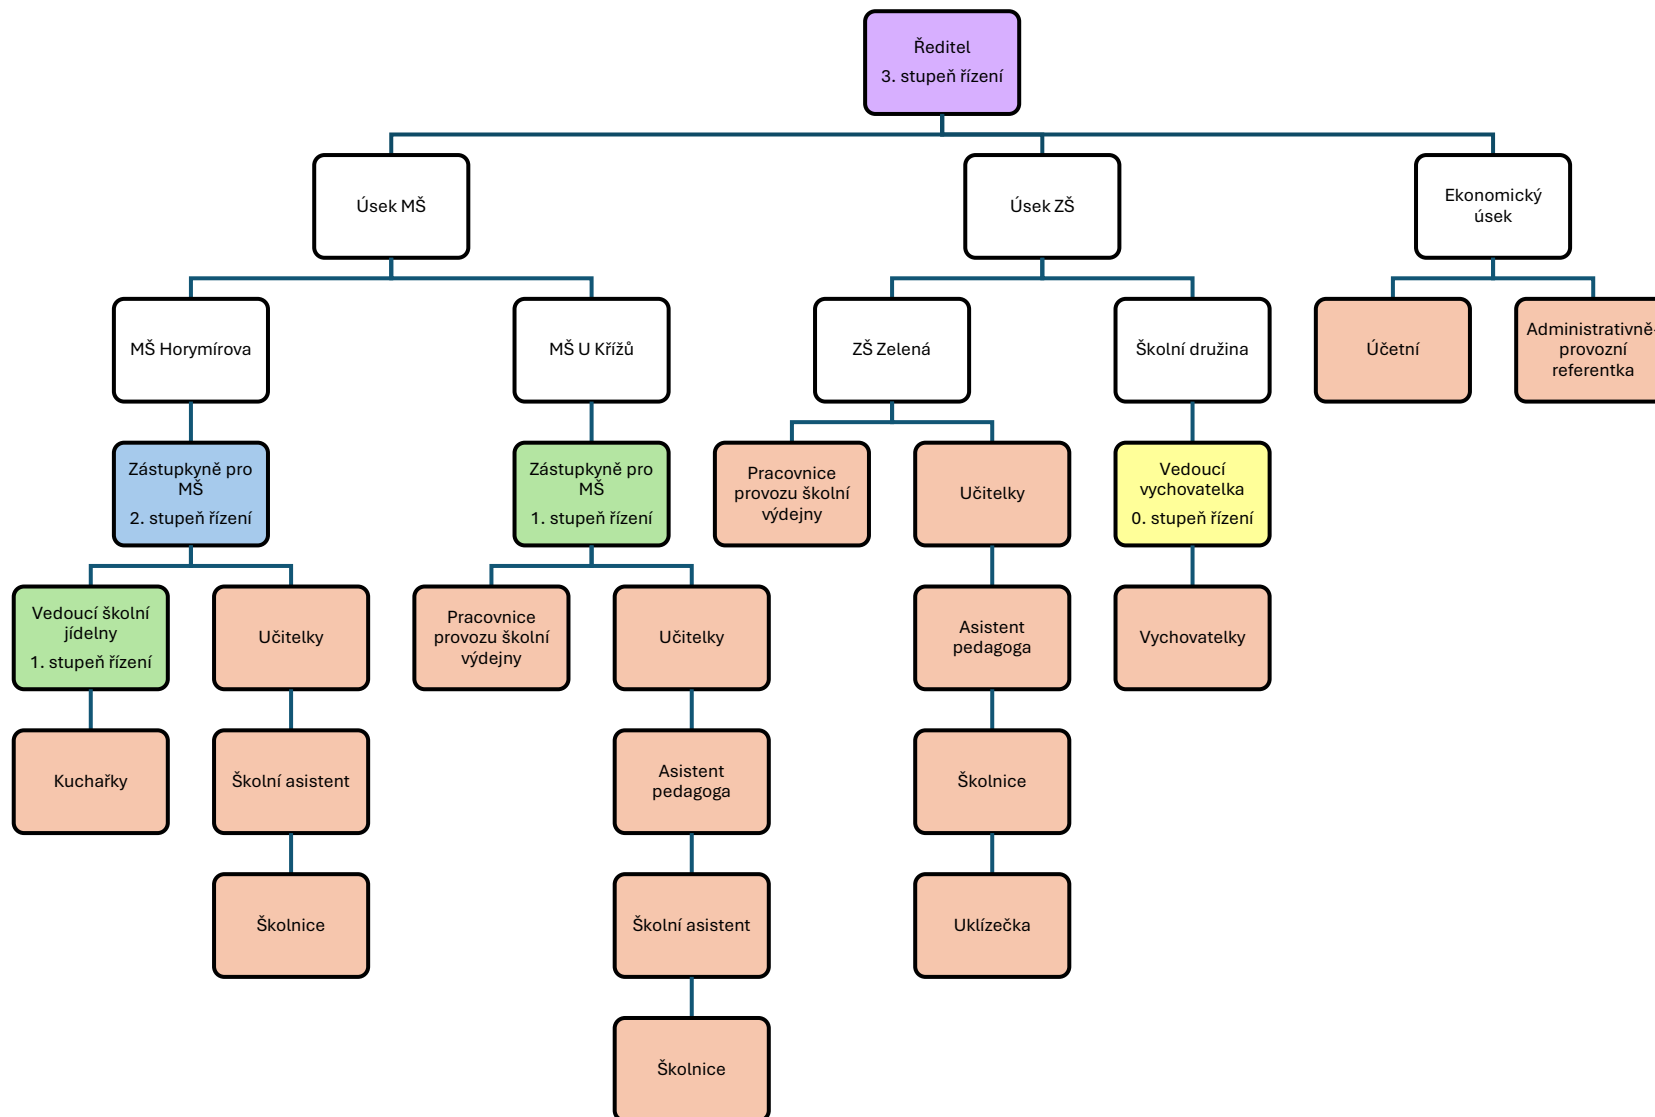 Ředitel
3. stupeň řízení
Úsek MŠ
Úsek ZŠ
Ekonomický
úsek
MŠ Horymírova
MŠ U Křížů
ZŠ Zelená
Školní družina
Účetní
Administrativně-
provozní
referentka
Zástupkyně pro
MŠ
2. stupeň řízení
Zástupkyně pro
MŠ
1. stupeň řízení
Pracovnice
provozu školní
výdejny
Učitelky
Vedoucí
vychovatelka
0. stupeň řízení
Vedoucí školní
jídelny
1. stupeň řízení
Učitelky
Pracovnice
provozu školní
výdejny
Učitelky
Asistent
pedagoga
Vychovatelky
Kuchařky
Školní asistent
Asistent
pedagoga
Školnice
Školnice
Školní asistent
Uklízečka
Školnice